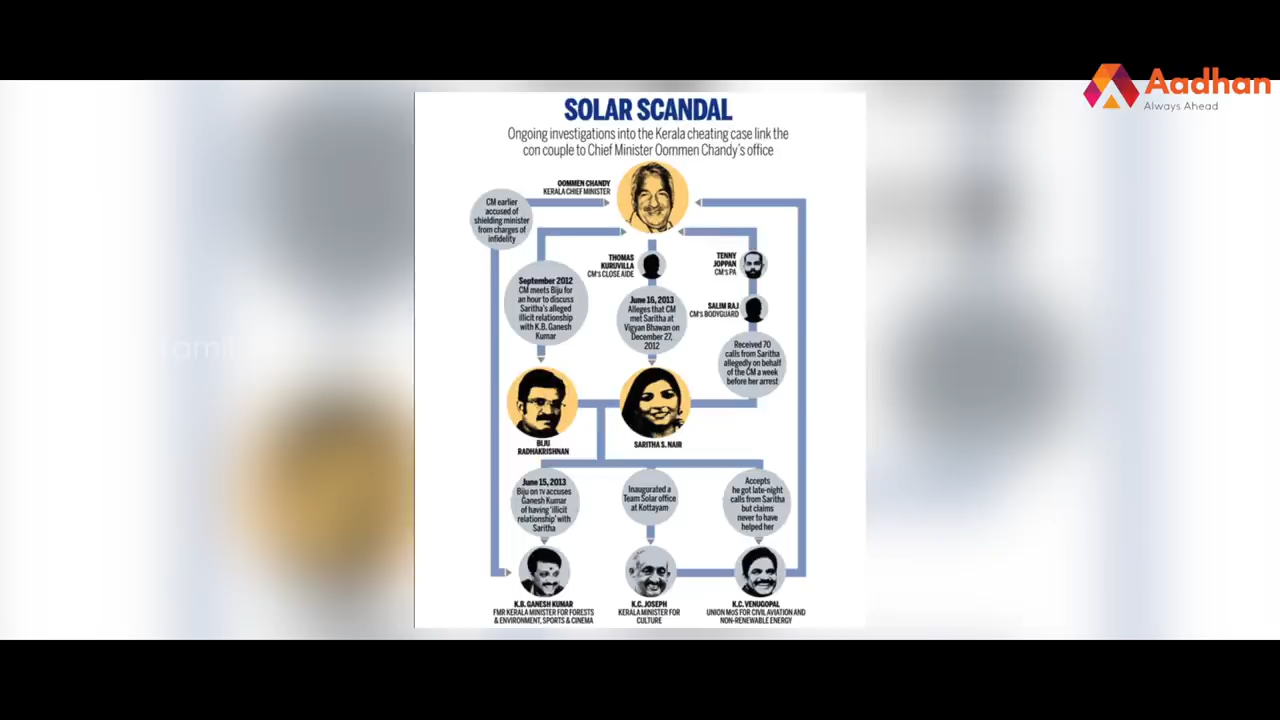 Aadhan
Always Ahead
SOLAR SCANDAL
Ongoing investigations into the Kerala cheating case link the
con couple to Chief Minister Oommen Chandy's office
OOMMEN CHANDY
KERALA CHIEF MINISTER
CM earlier
accused of
shielding minister
from charges of
infidelity
THOMAS
KURUVILLA
CM'S CLOSE AIDE
TENNY
JOPPAN
CM'S PA
September 2012
CM meets Biju for
an hour to discuss
Saritha's alleged
illicit relationship
with K.B. Ganesh
Kumar
June 16, 2013
Alleges that CM
met Saritha at
Vigyan Bhawan on
December 27,
2012
SALIM RAJ
CM'S BODYGUARD
Received 70
calls from Saritha
allegedly on behalf
of the CM a week
before her arrest
Tamil
BIJU
RADHAKRISHNAN
SARITHA S. NAIR
June 15, 2013
Biju on TV accuses
Ganesh Kumar
of having 'illicit
relationship' with
Saritha
Inaugurated a
Team Solar office
at Kottayam
Accepts
he got late-night
calls from Saritha
but claims
never to have
helped her
K.B. GANESH KUMAR
FMR KERALA MINISTER FOR FORESTS
& ENVIRONMENT, SPORTS & CINEMA
K.C. JOSEPH
KERALA MINISTER FOR
CULTURE
K.C. VENUGOPAL
UNION MoS FOR CIVIL AVIATION AND
NON-RENEWABLE ENERGY